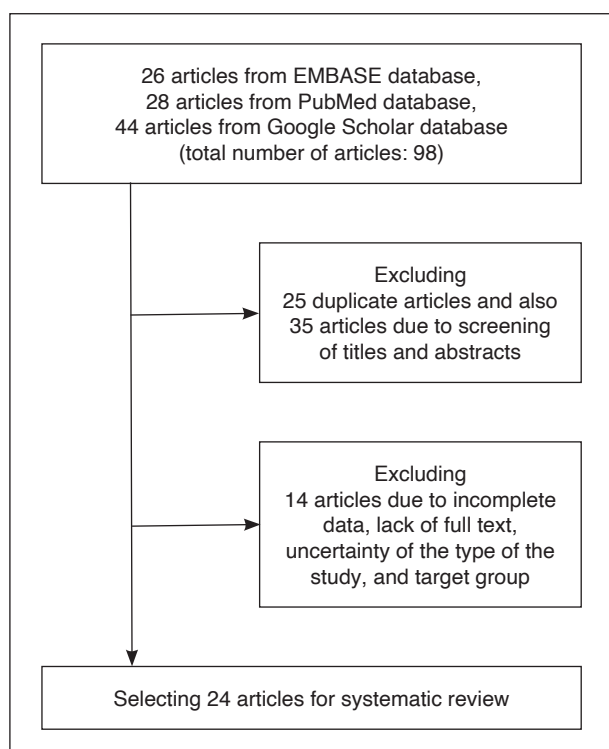 26 articles from EMBASE database,
28 articles from PubMed database,
44 articles from Google Scholar database
(total number of articles: 98)
Excluding
25 duplicate articles and also
35 articles due to screening
of titles and abstracts
Excluding
14 articles due to incomplete
data, lack of full text,
uncertainty of the type of the
study, and target group
Selecting 24 articles for systematic review